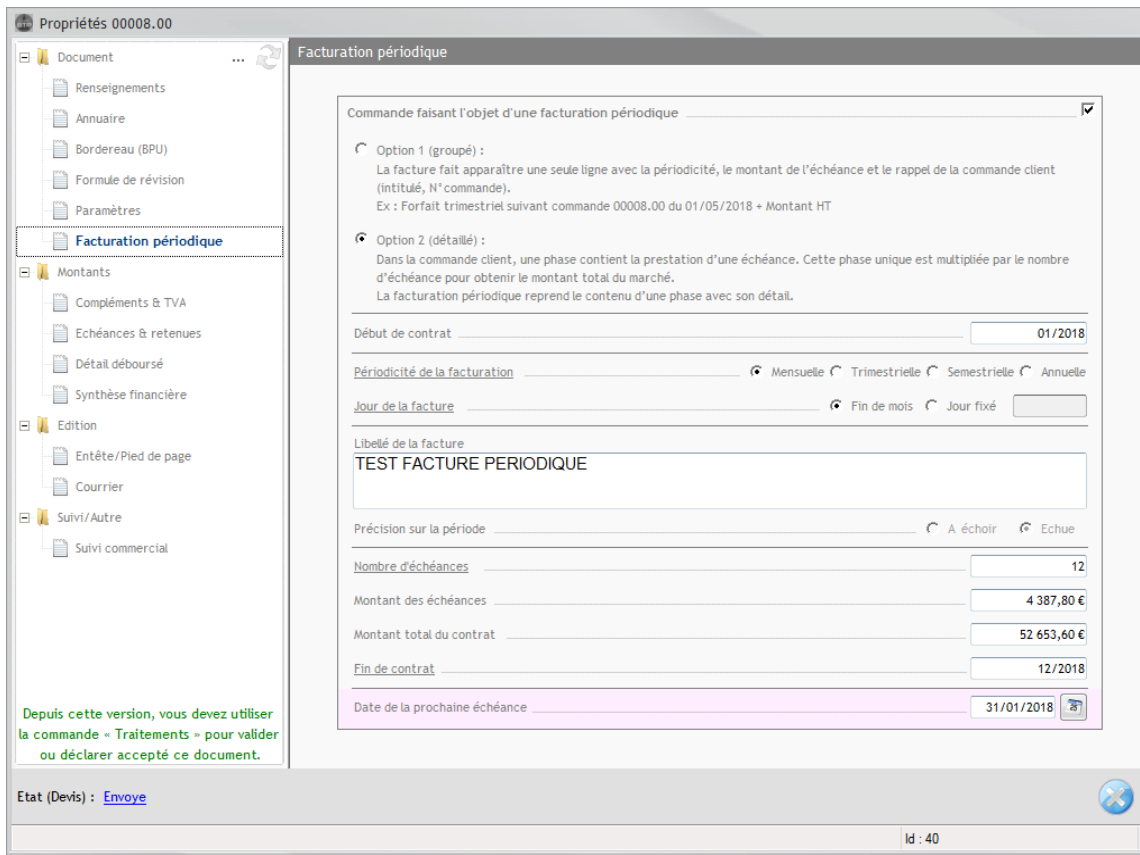 Propriétés 00008.00
Document ...
Renseignements
Annuaire
Bordereau (BPU)
Formule de révision
Paramètres
Facturation périodique
Montants
Compléments & TVA
Echéances & retenues
Détail déboursé
Synthèse financière
Edition
Entête/Pied de page
Courrier
Suivi/Autre
Suivi commercial
Depuis cette version, vous devez utiliser
la commande « Traitements » pour valider
ou déclarer accepté ce document.
Facturation périodique
Commande faisant l'objet d'une facturation périodique
Option 1 (groupé) :
La facture fait apparaître une seule ligne avec la périodicité, le montant de l'échéance et le rappel de la commande client
(intitulé, N°commande).
Ex : Forfait trimestriel suivant commande 00008.00 du 01/05/2018 + Montant HT
Option 2 (détaillé) :
Dans la commande client, une phase contient la prestation d'une échéance. Cette phase unique est multipliée par le nombre
d'échéance pour obtenir le montant total du marché.
La facturation périodique reprend le contenu d'une phase avec son détail.
Début de contrat 01/2018
Périodicité de la facturation Mensuelle Trimestrielle Semestrielle Annuelle
Jour de la facture Fin de mois Jour fixé
Libellé de la facture
TEST FACTURE PERIODIQUE
Précision sur la période A échoir Echue
Nombre d'échéances 12
Montant des échéances 4 387,80 €
Montant total du contrat 52 653,60 €
Fin de contrat 12/2018
Date de la prochaine échéance 31/01/2018
Etat (Devis) : Envoye
Id : 40